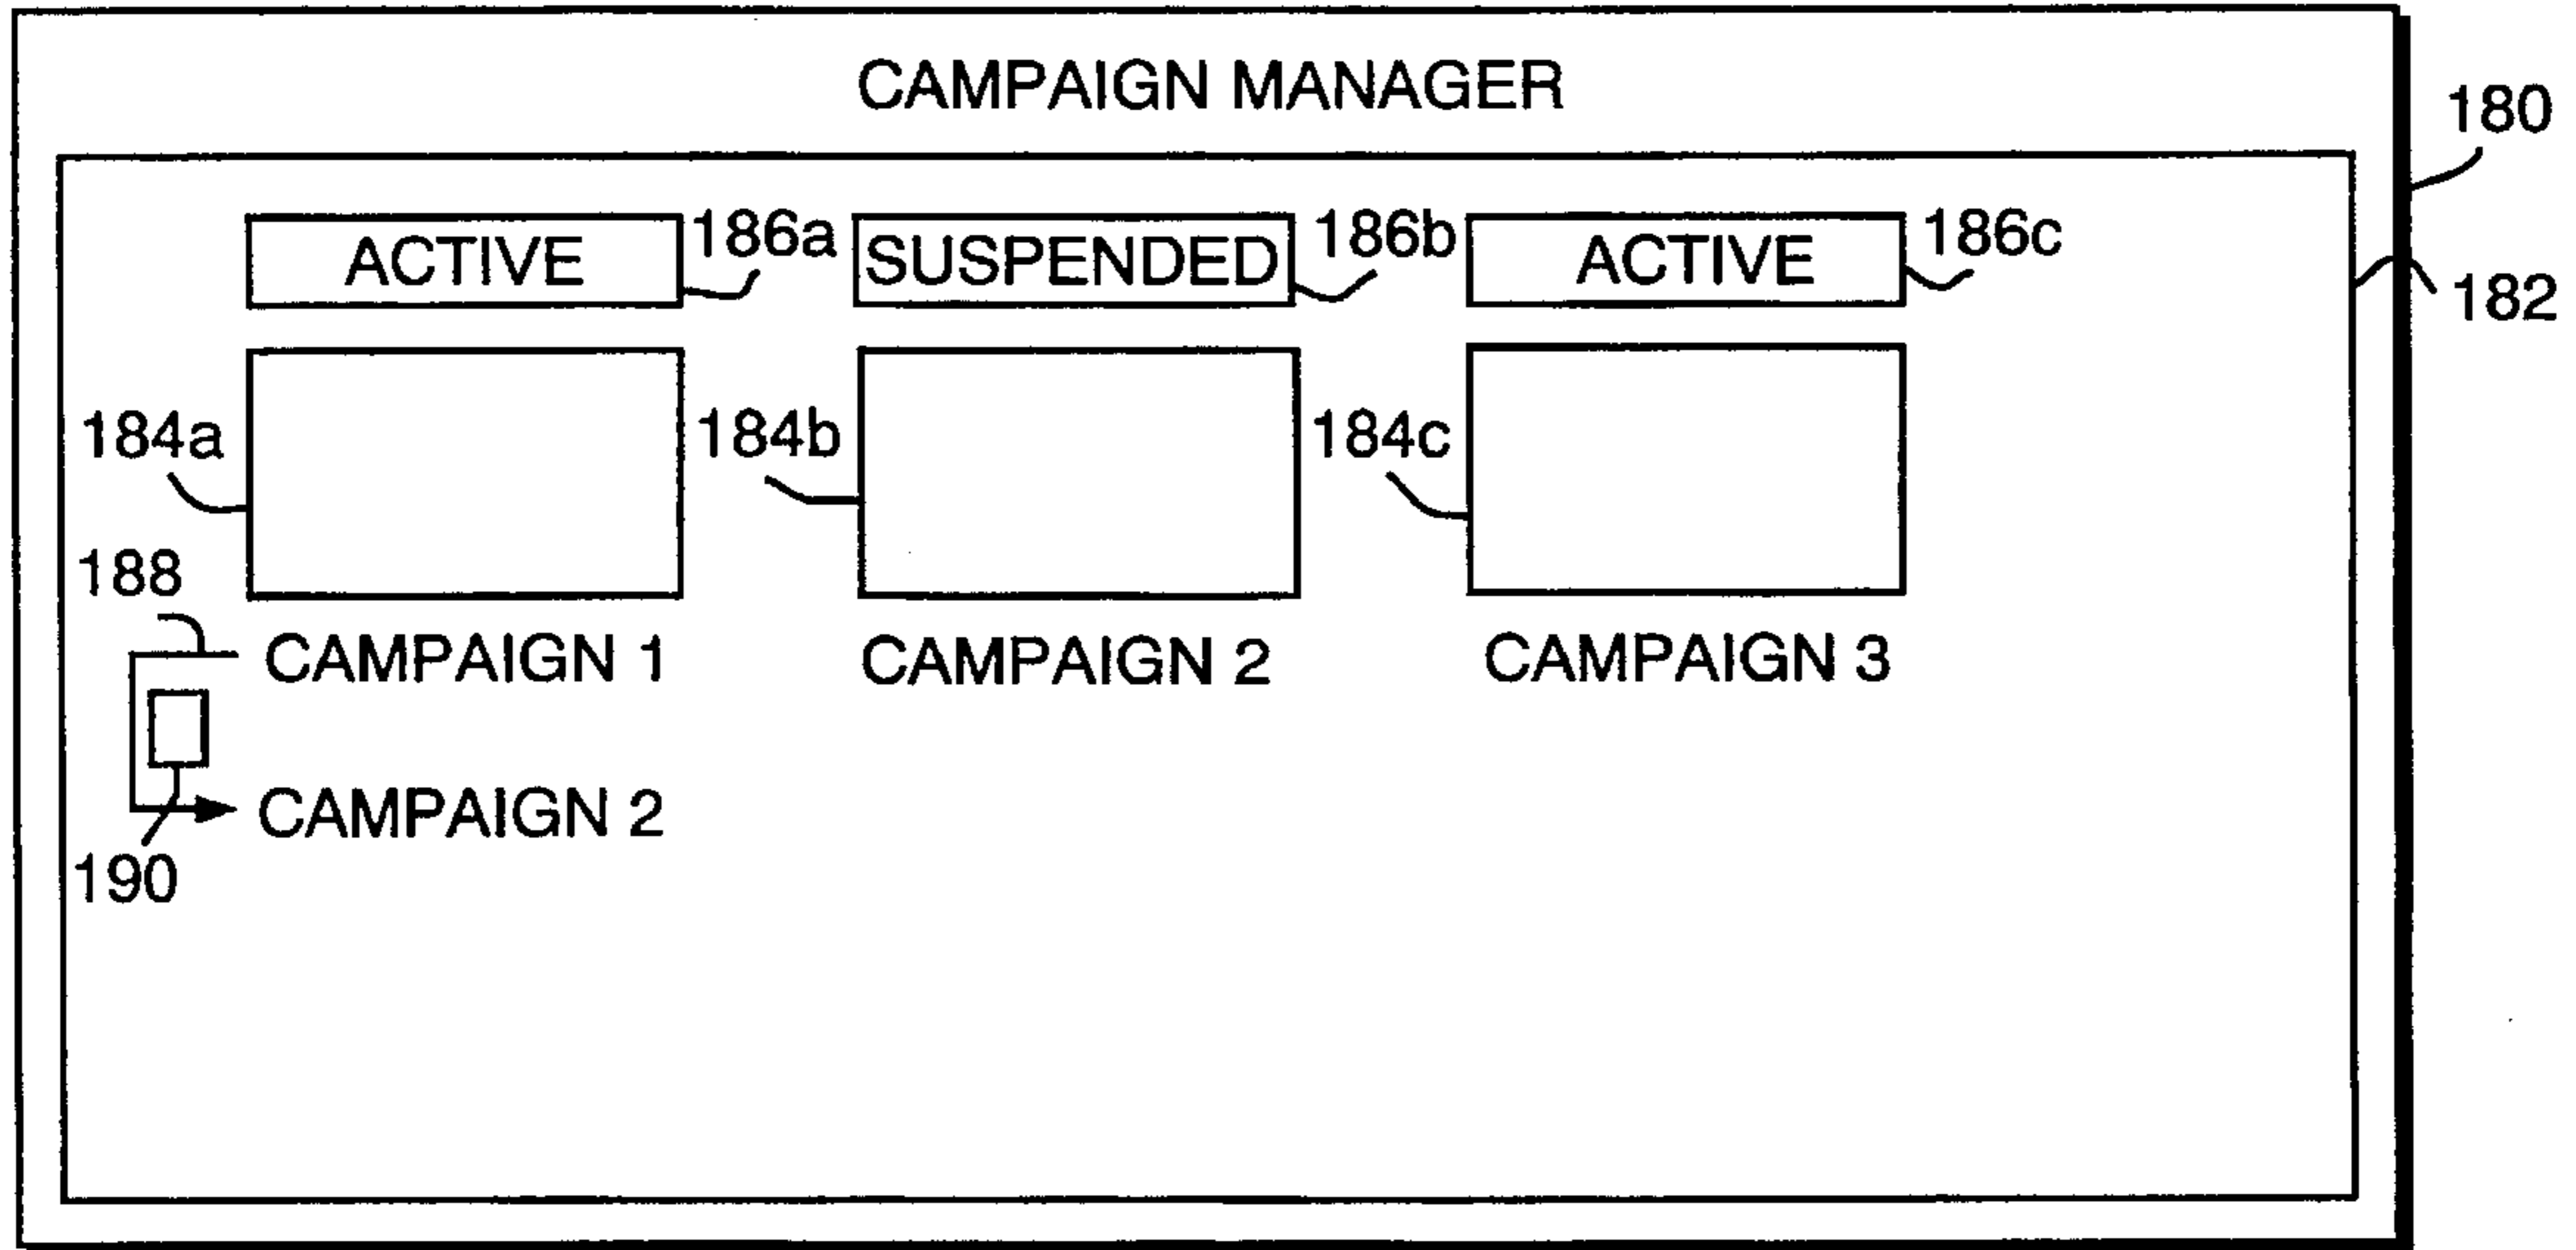 CAMPAIGN MANAGER
180
ACTIVE 186a SUSPENDED 186b ACTIVE 186c
182
184a 184b 184c
188
CAMPAIGN 1 CAMPAIGN 2 CAMPAIGN 3
CAMPAIGN 2
190